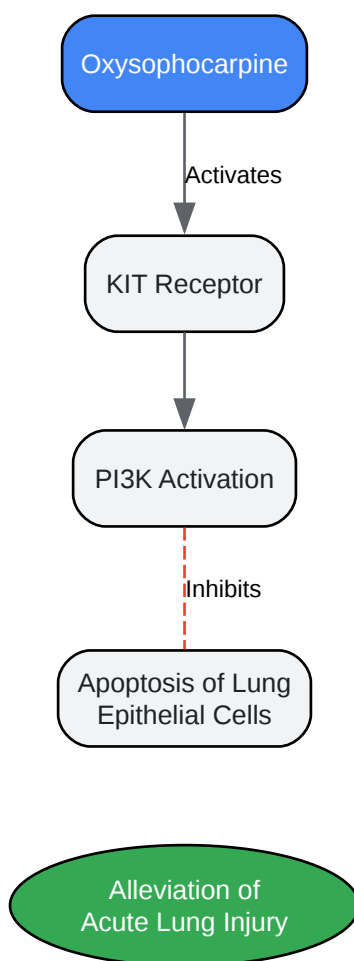 Oxysophocarpine
Activates
KIT Receptor
PI3K Activation
Inhibits
Apoptosis of Lung
Epithelial Cells
Alleviation of
Acute Lung Injury